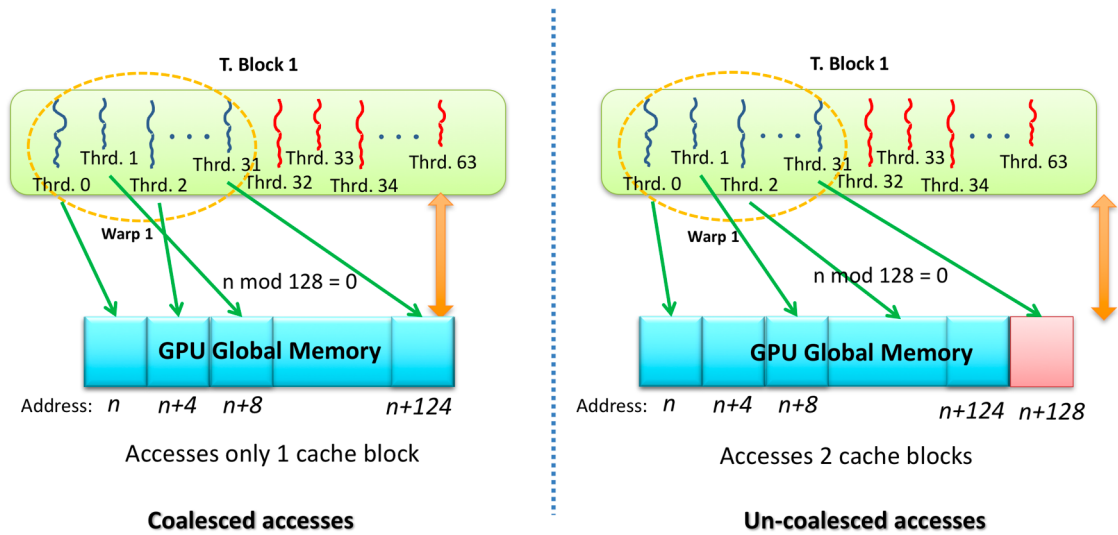 T. Block 1
Thrd. 0
Thrd. 1
Thrd. 2
Thrd. 31
Thrd. 32
Thrd. 33
Thrd. 34
Thrd. 63
Warp 1
n mod 128 = 0
GPU Global Memory
Address: n n+4 n+8 n+124
Accesses only 1 cache block
Coalesced accesses
T. Block 1
Thrd. 0
Thrd. 1
Thrd. 2
Thrd. 31
Thrd. 32
Thrd. 33
Thrd. 34
Thrd. 63
Warp 1
n mod 128 = 0
GPU Global Memory
Address: n n+4 n+8 n+124 n+128
Accesses 2 cache blocks
Un-coalesced accesses